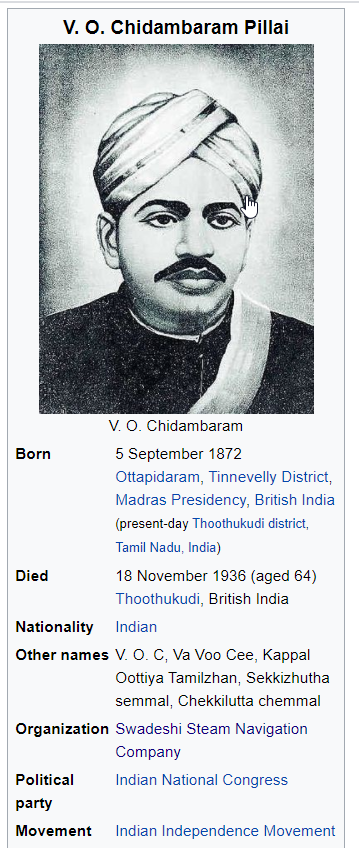 V. O. Chidambaram Pillai
V. O. Chidambaram
Born 5 September 1872
Ottapidaram, Tinnevelly District,
Madras Presidency, British India
(present-day Thoothukudi district,
Tamil Nadu, India)
Died 18 November 1936 (aged 64)
Thoothukudi, British India
Nationality Indian
Other names V. O. C, Va Voo Cee, Kappal
Oottiya Tamilzhan, Sekkizhutha
semmal, Chekkilutta chemmal
Organization Swadeshi Steam Navigation
Company
Political Indian National Congress
party
Movement Indian Independence Movement